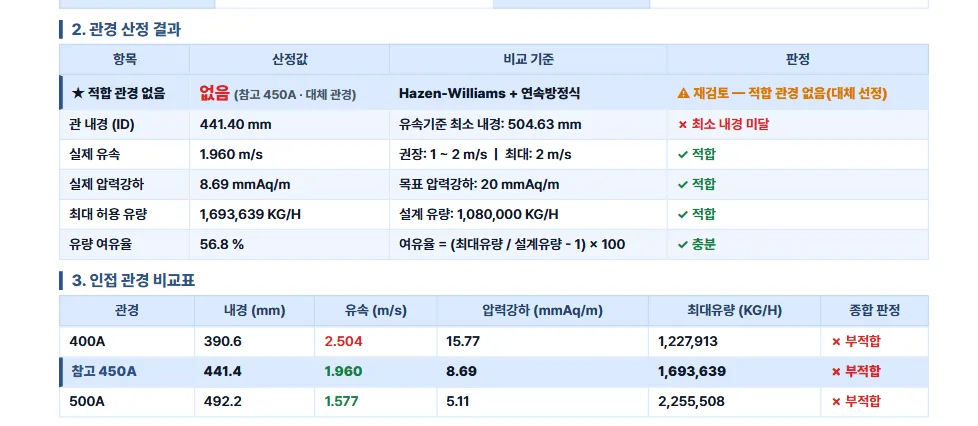 2. 관경 산정 결과
항목 산정값 비교 기준 판정
★ 적합 관경 없음 없음 (참고 450A · 대체 관경) Hazen-Williams + 연속방정식 ⚠ 재검토 — 적합 관경 없음(대체 선정)
관 내경 (ID) 441.40 mm 유속기준 최소 내경: 504.63 mm × 최소 내경 미달
실제 유속 1.960 m/s 권장: 1 ~ 2 m/s | 최대: 2 m/s ✓ 적합
실제 압력강하 8.69 mmAq/m 목표 압력강하: 20 mmAq/m ✓ 적합
최대 허용 유량 1,693,639 KG/H 설계 유량: 1,080,000 KG/H ✓ 적합
유량 여유율 56.8 % 여유율 = (최대유량 / 설계유량 - 1) × 100 ✓ 충분
3. 인접 관경 비교표
관경 내경 (mm) 유속 (m/s) 압력강하 (mmAq/m) 최대유량 (KG/H) 종합 판정
400A 390.6 2.504 15.77 1,227,913 × 부적합
참고 450A 441.4 1.960 8.69 1,693,639 × 부적합
500A 492.2 1.577 5.11 2,255,508 × 부적합